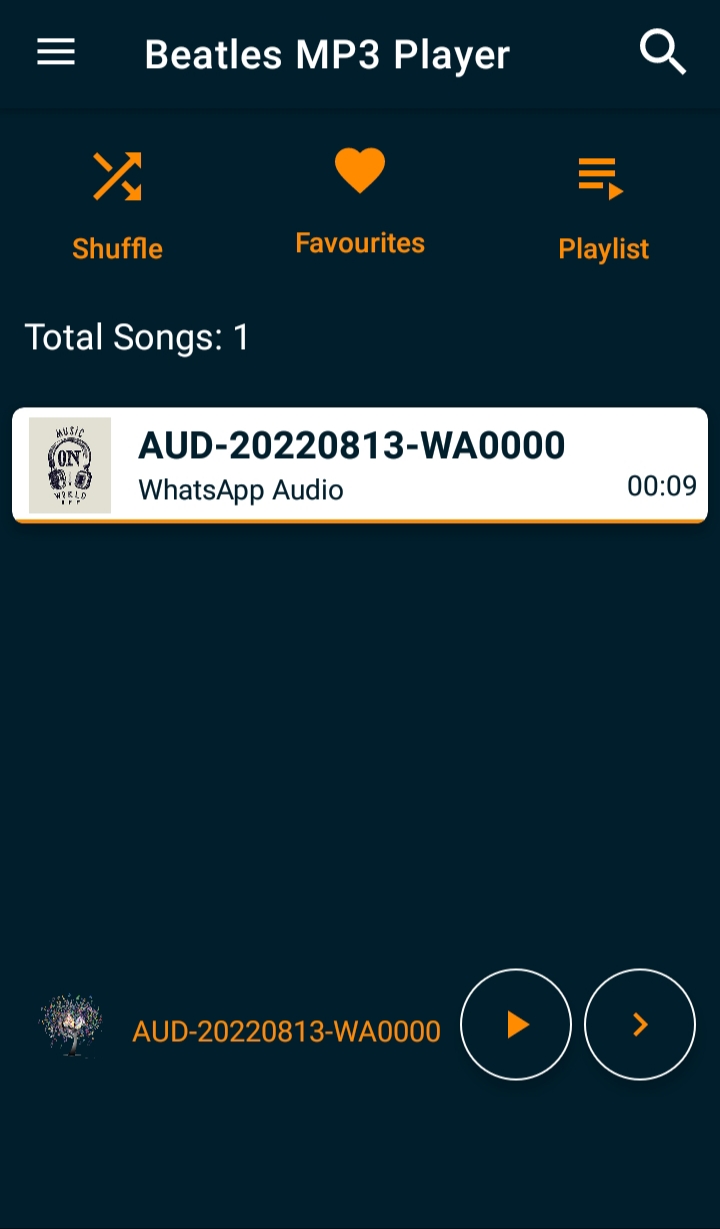 Beatles MP3 Player
Shuffle
Favourites
Playlist
Total Songs: 1
MUSIC
ON
WORLD
AUD-20220813-WA0000
WhatsApp Audio
00:09
AUD-20220813-WA0000